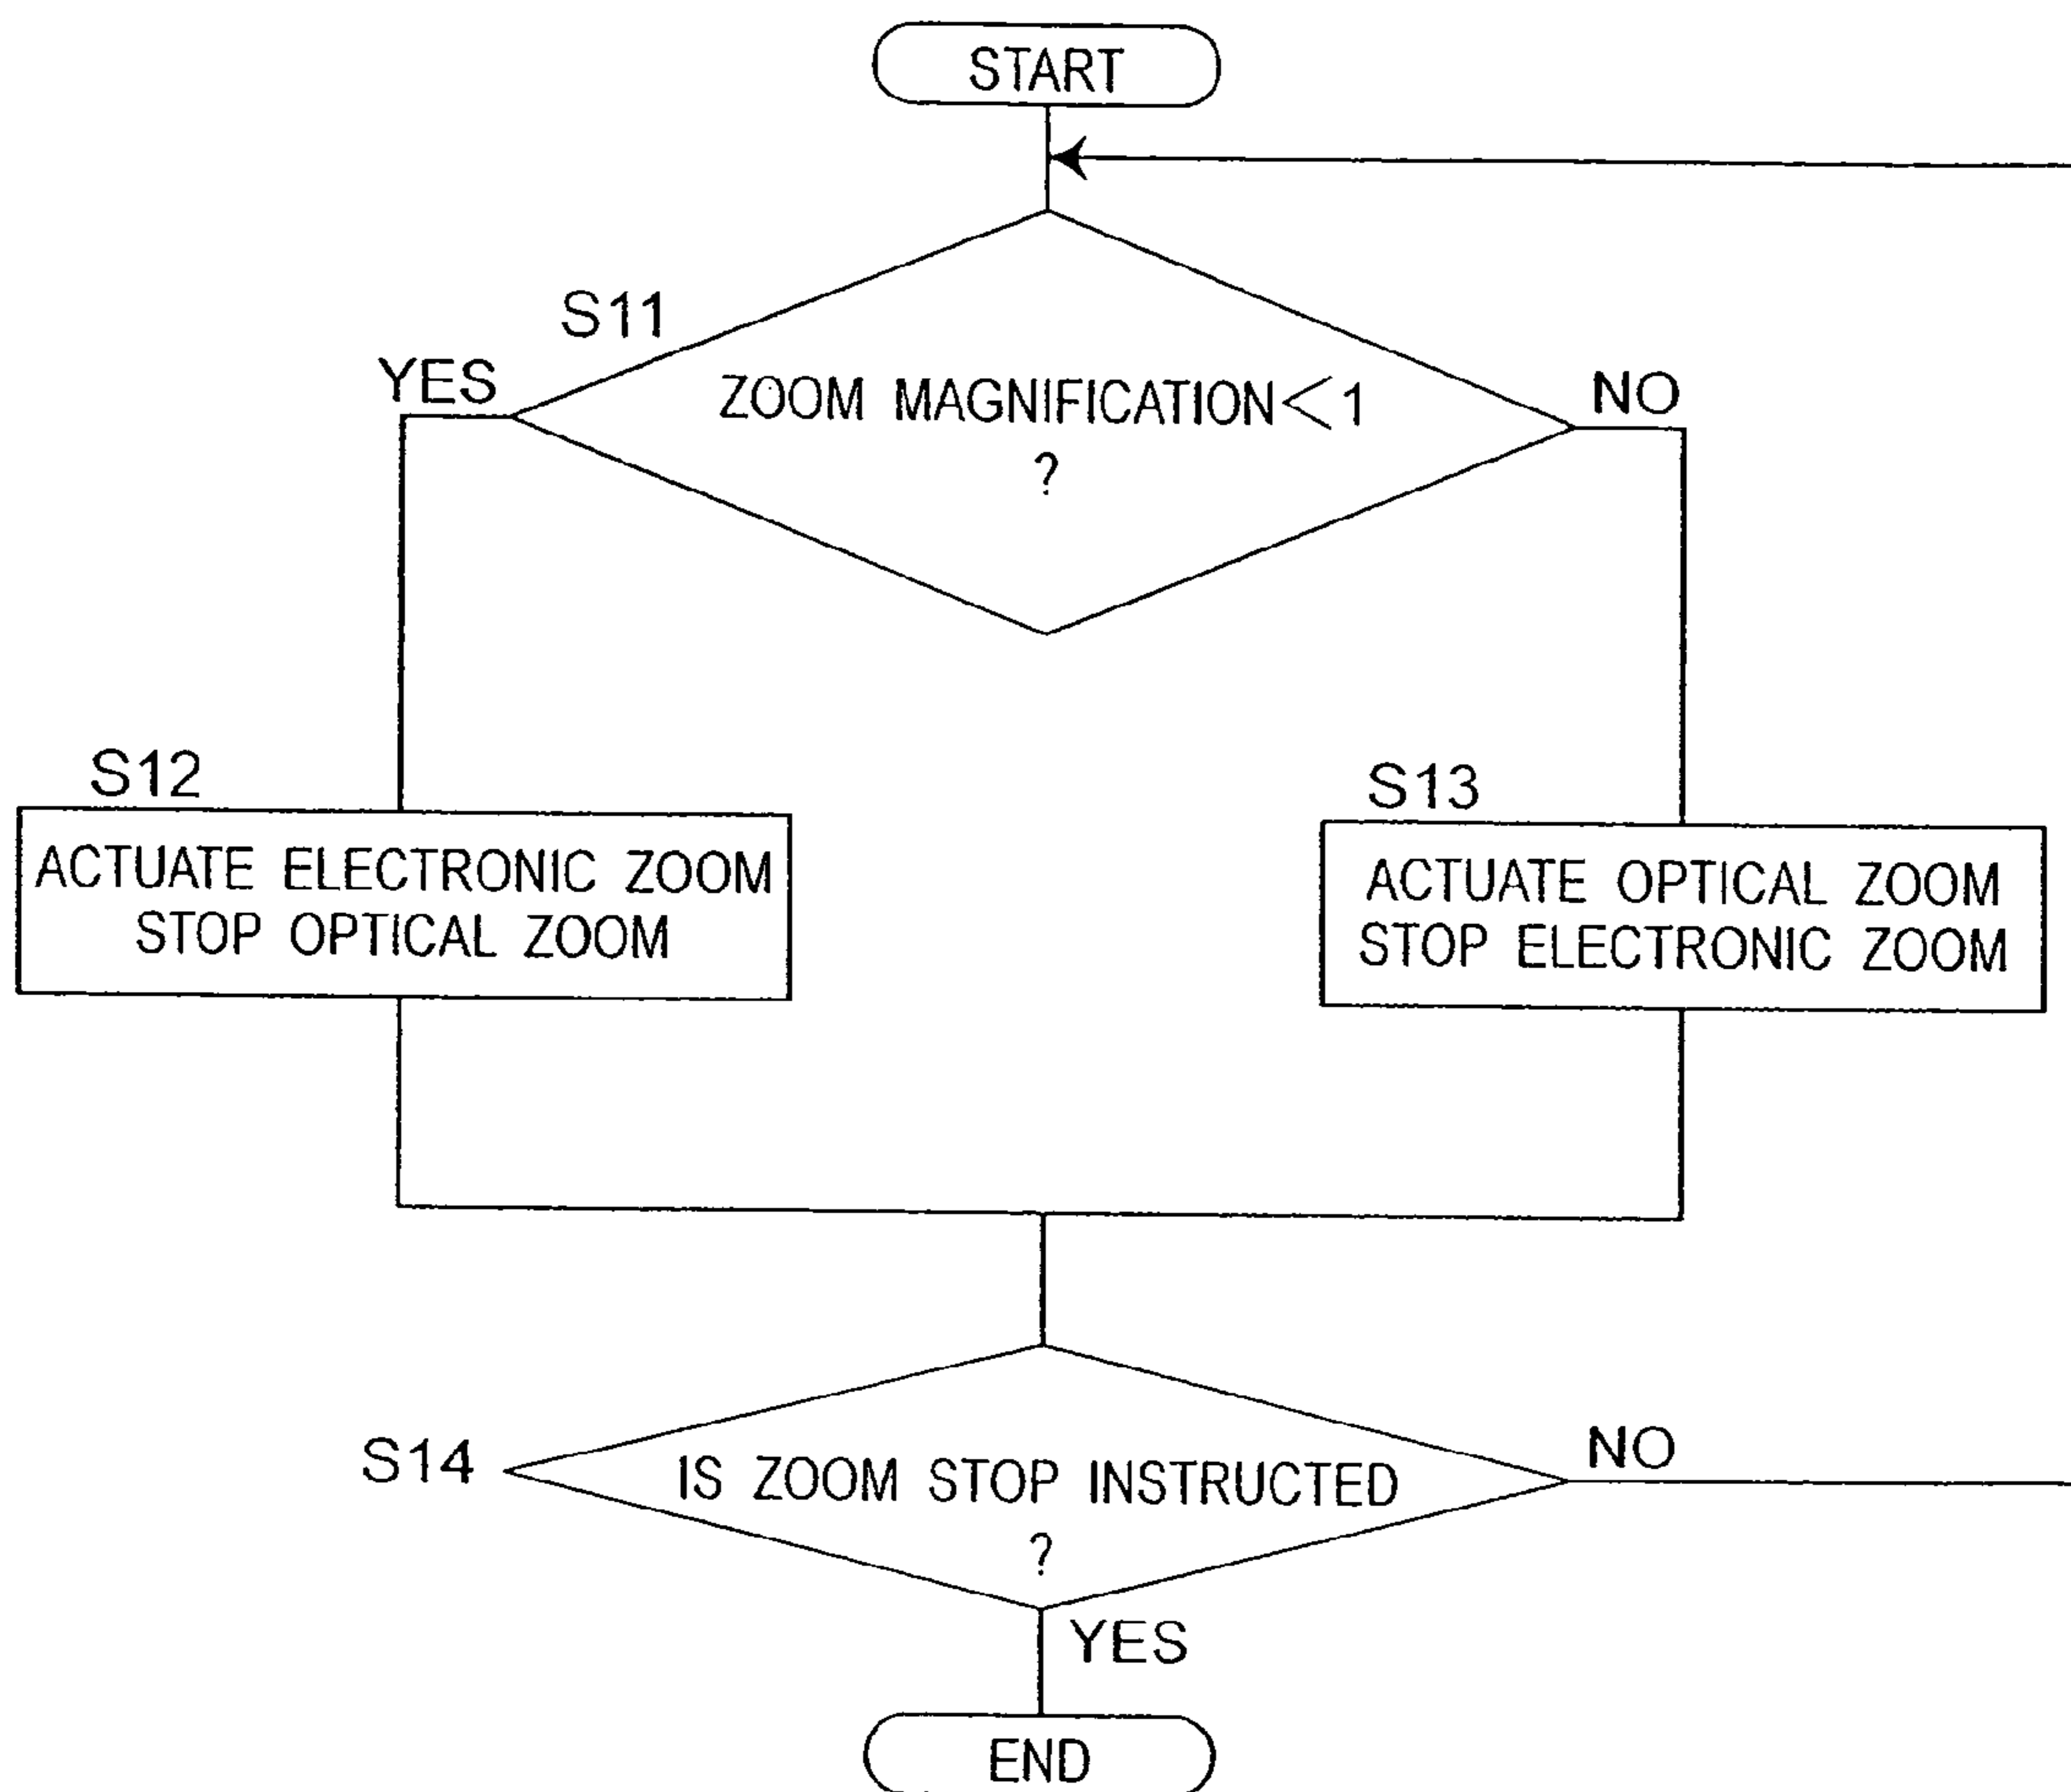 START
S11
YES
ZOOM MAGNIFICATION<1
?
NO
S12
ACTUATE ELECTRONIC ZOOM
STOP OPTICAL ZOOM
S13
ACTUATE OPTICAL ZOOM
STOP ELECTRONIC ZOOM
S14
IS ZOOM STOP INSTRUCTED
?
NO
YES
END